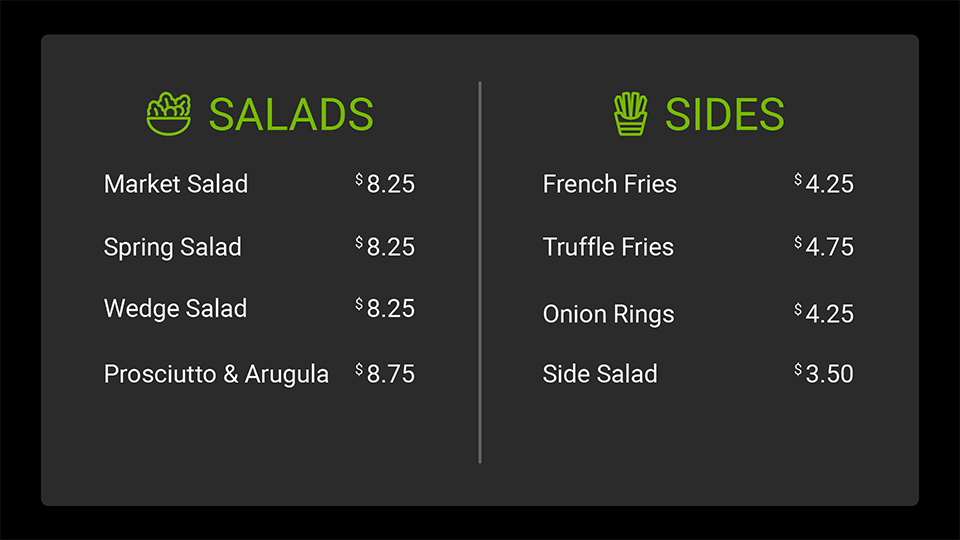 SALADS
Market Salad $8.25
Spring Salad $8.25
Wedge Salad $8.25
Prosciutto & Arugula $8.75
SIDES
French Fries $4.25
Truffle Fries $4.75
Onion Rings $4.25
Side Salad $3.50